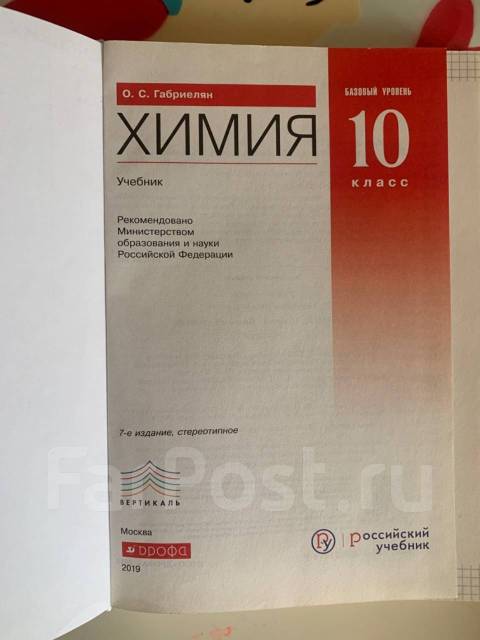 О. С. Габриелян
БАЗОВЫЙ УРОВЕНЬ
ХИМИЯ
10
класс
Учебник
Рекомендовано
Министерством
образования и науки
Российской Федерации
7-е издание, стереотипное
FarPost.ru
ВЕРТИКАЛЬ
Москва
дрофа
2019
РУ
российский
учебник